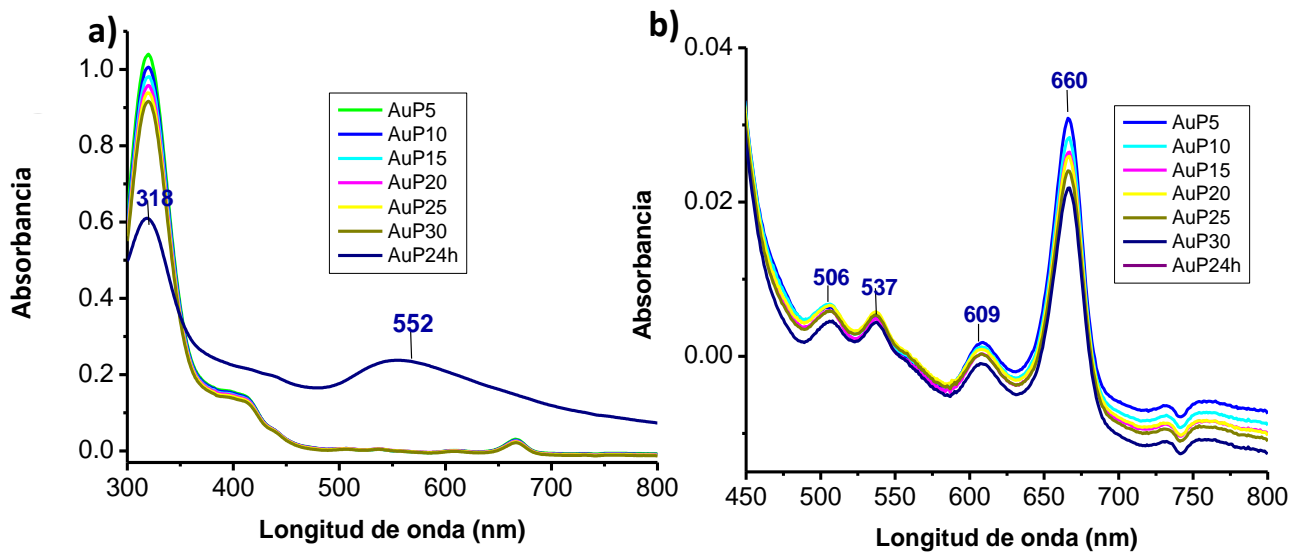 a)
1.0
0.8
0.6
0.4
0.2
0.0
Absorbancia
318
552
AuP5
AuP10
AuP15
AuP20
AuP25
AuP30
AuP24h
300
400
500
600
700
800
Longitud de onda (nm)
b)
0.04
0.02
0.00
Absorbancia
506
537
609
660
AuP5
AuP10
AuP15
AuP20
AuP25
AuP30
AuP24h
450
500
550
600
650
700
750
800
Longitud de onda (nm)